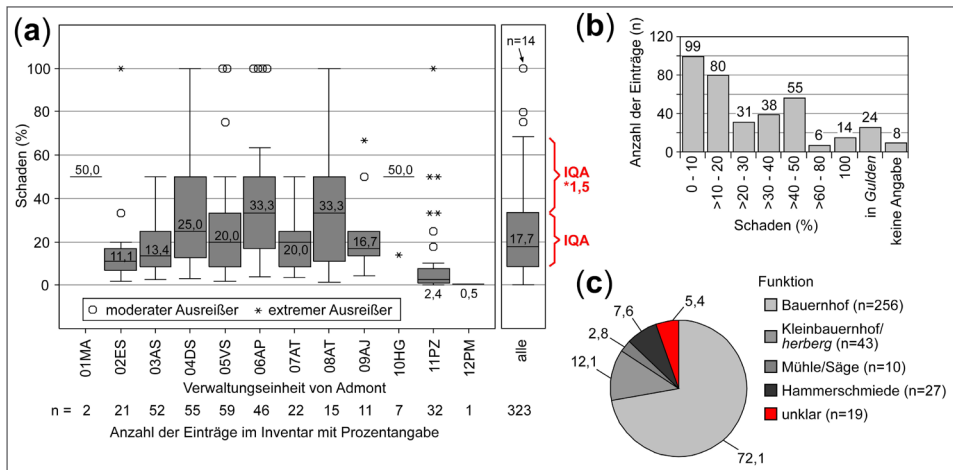 (a)
n=14
100
80
60
40
20
0
Schaden (%)
50,0
11,1
13,4
25,0
20,0
33,3
20,0
33,3
16,7
50,0
2,4
0,5
17,7
IQA
*1,5
IQA
moderater Ausreißer
* extremer Ausreißer
01MA
02ES
03AS
04DS
05VS
06AP
07AT
08AT
09AJ
10HG
11PZ
12PM
alle
Verwaltungseinheit von Admont
n = 2 21 52 55 59 46 22 15 11 7 32 1 323
Anzahl der Einträge im Inventar mit Prozentangabe
(b)
Anzahl der Einträge (n)
120
80
40
0
99
80
31
38
55
6
14
24
8
0 - 10
>10 - 20
>20 - 30
>30 - 40
>40 - 50
>60 - 80
100
in Gulden
keine Angabe
Schaden (%)
(c)
Funktion
Bauernhof (n=256)
Kleinbauernhof/
herberg (n=43)
Mühle/Säge (n=10)
Hammerschmiede (n=27)
unklar (n=19)
5,4
7,6
2,8
12,1
72,1